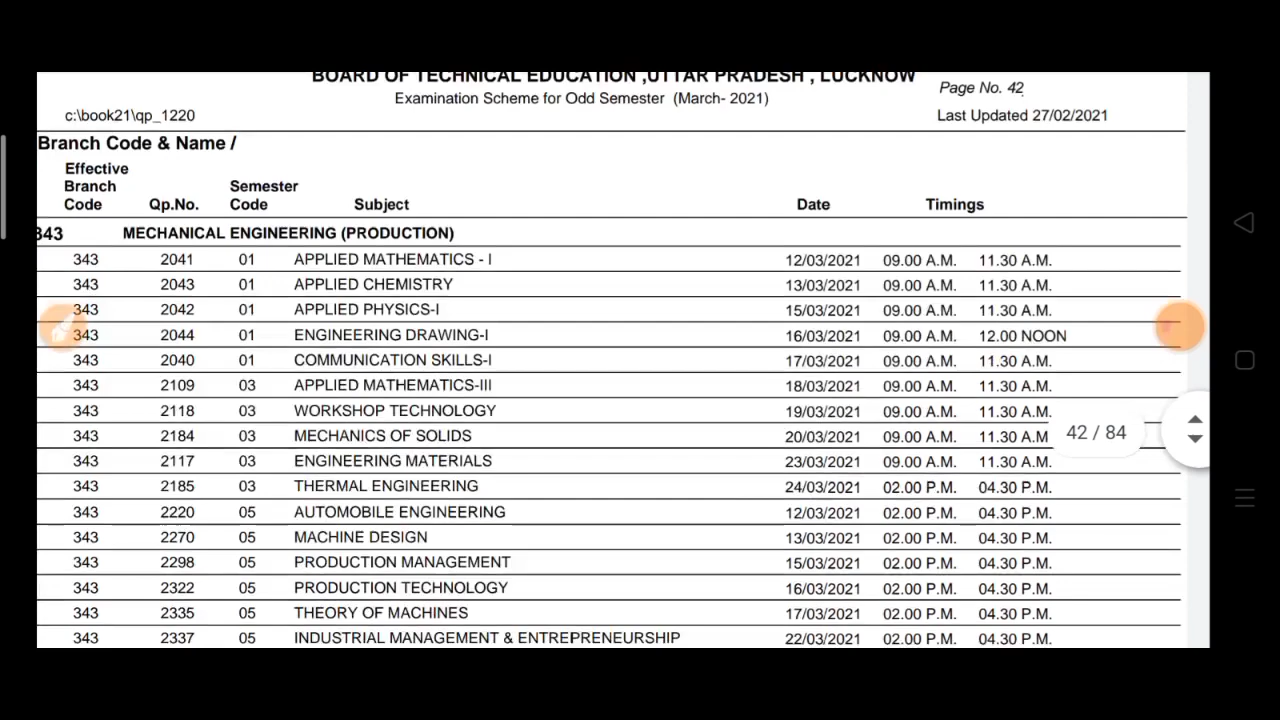 BOARD OF TECHNICAL EDUCATION ,UTTAR PRADESH , LUCKNOW
Page No. 42
Examination Scheme for Odd Semester (March- 2021)
c:\book21\qp_1220 Last Updated 27/02/2021
Branch Code & Name /
Effective Branch Code Qp.No. Semester Code Subject Date Timings
343 MECHANICAL ENGINEERING (PRODUCTION)
343 2041 01 APPLIED MATHEMATICS - I 12/03/2021 09.00 A.M. 11.30 A.M.
343 2043 01 APPLIED CHEMISTRY 13/03/2021 09.00 A.M. 11.30 A.M.
343 2042 01 APPLIED PHYSICS-I 15/03/2021 09.00 A.M. 11.30 A.M.
343 2044 01 ENGINEERING DRAWING-I 16/03/2021 09.00 A.M. 12.00 NOON
343 2040 01 COMMUNICATION SKILLS-I 17/03/2021 09.00 A.M. 11.30 A.M.
343 2109 03 APPLIED MATHEMATICS-III 18/03/2021 09.00 A.M. 11.30 A.M.
343 2118 03 WORKSHOP TECHNOLOGY 19/03/2021 09.00 A.M. 11.30 A.M.
343 2184 03 MECHANICS OF SOLIDS 20/03/2021 09.00 A.M. 11.30 A.M
42 / 84
343 2117 03 ENGINEERING MATERIALS 23/03/2021 09.00 A.M. 11.30 A.M.
343 2185 03 THERMAL ENGINEERING 24/03/2021 02.00 P.M. 04.30 P.M.
343 2220 05 AUTOMOBILE ENGINEERING 12/03/2021 02.00 P.M. 04.30 P.M.
343 2270 05 MACHINE DESIGN 13/03/2021 02.00 P.M. 04.30 P.M.
343 2298 05 PRODUCTION MANAGEMENT 15/03/2021 02.00 P.M. 04.30 P.M.
343 2322 05 PRODUCTION TECHNOLOGY 16/03/2021 02.00 P.M. 04.30 P.M.
343 2335 05 THEORY OF MACHINES 17/03/2021 02.00 P.M. 04.30 P.M.
343 2337 05 INDUSTRIAL MANAGEMENT & ENTREPRENEURSHIP 22/03/2021 02.00 P.M. 04.30 P.M.